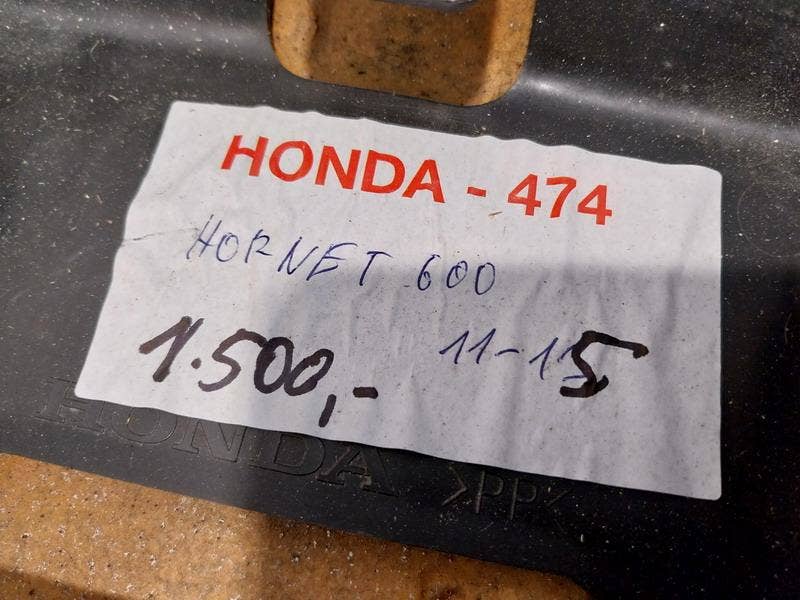 HONDA - 474
HORNET 600
11-15
1.500,-
HONDA
>PP<